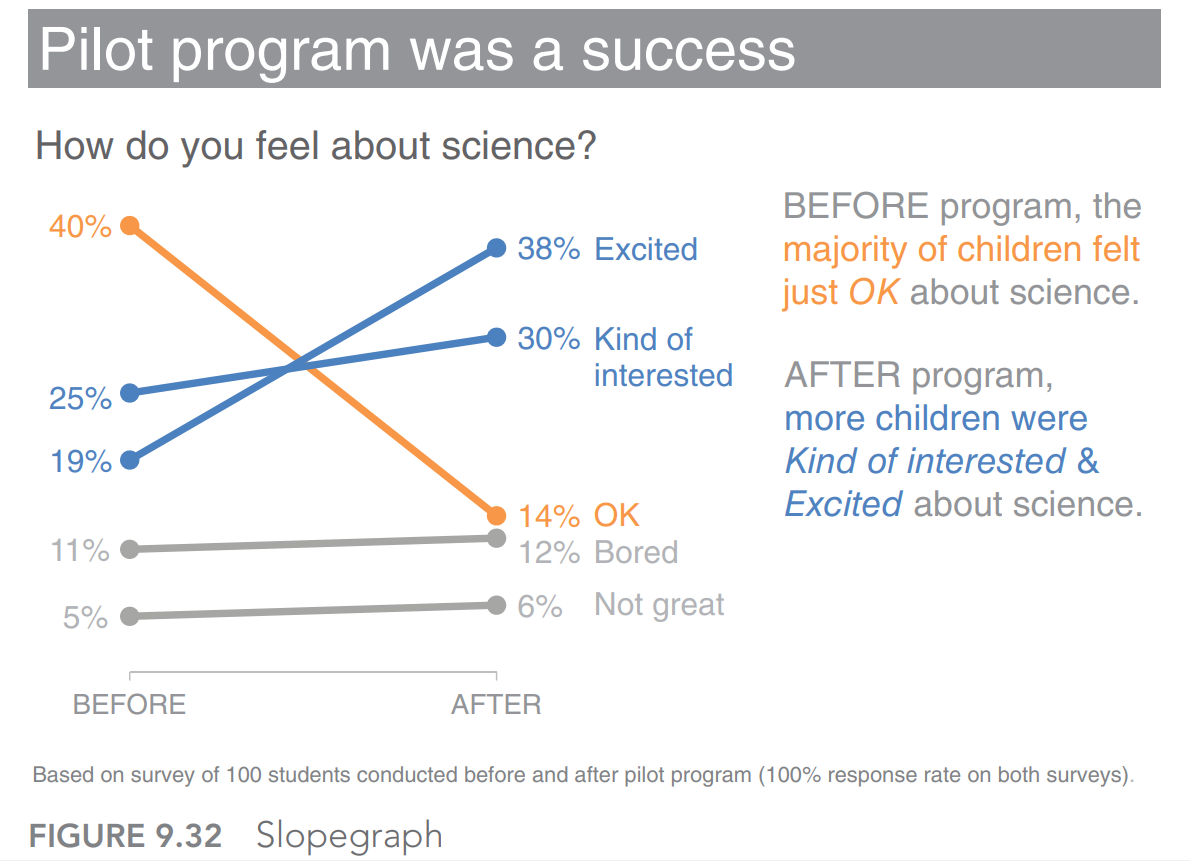 Pilot program was a success
How do you feel about science?
40%
25%
19%
11%
5%
38% Excited
30% Kind of
interested
14% OK
12% Bored
6% Not great
BEFORE
AFTER
BEFORE program, the
majority of children felt
just OK about science.
AFTER program,
more children were
Kind of interested &
Excited about science.
Based on survey of 100 students conducted before and after pilot program (100% response rate on both surveys).
FIGURE 9.32 Slopegraph